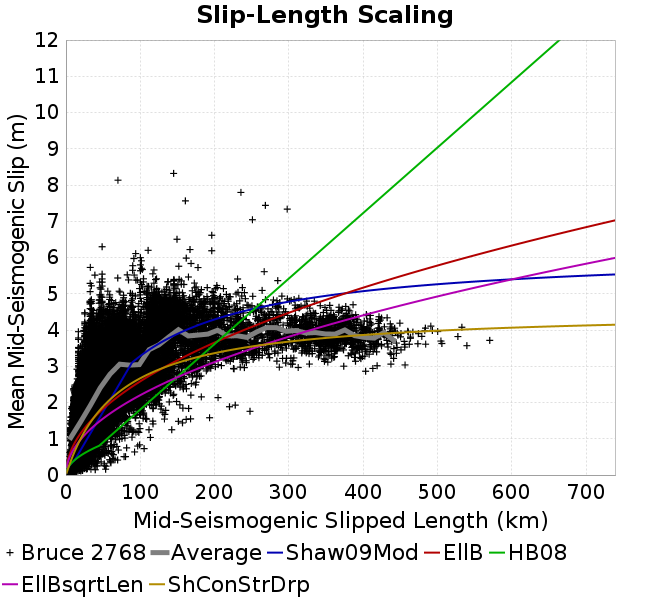 Slip-Length Scaling
12
11
10
9
8
7
6
5
4
3
2
1
0
Mean Mid-Seismogenic Slip (m)
0 100 200 300 400 500 600 700
Mid-Seismogenic Slipped Length (km)
Bruce 2768 Average Shaw09Mod EllB HB08
EllBsqrtLen ShConStrDrp